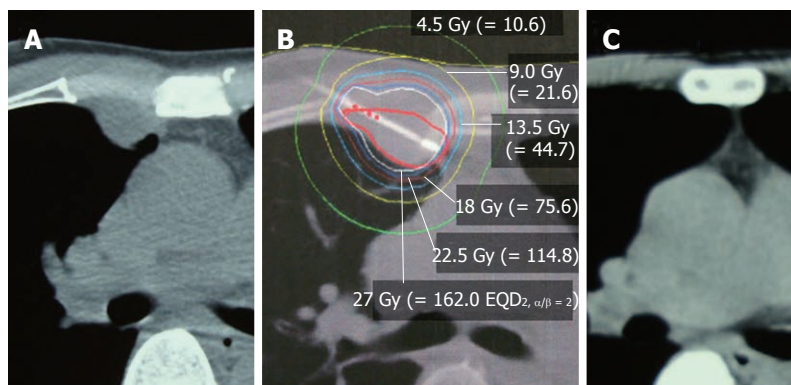 A
B
C
4.5 Gy (= 10.6)
9.0 Gy
(= 21.6)
13.5 Gy
(= 44.7)
18 Gy (= 75.6)
22.5 Gy (= 114.8)
27 Gy (= 162.0 EQD2, α/β = 2)